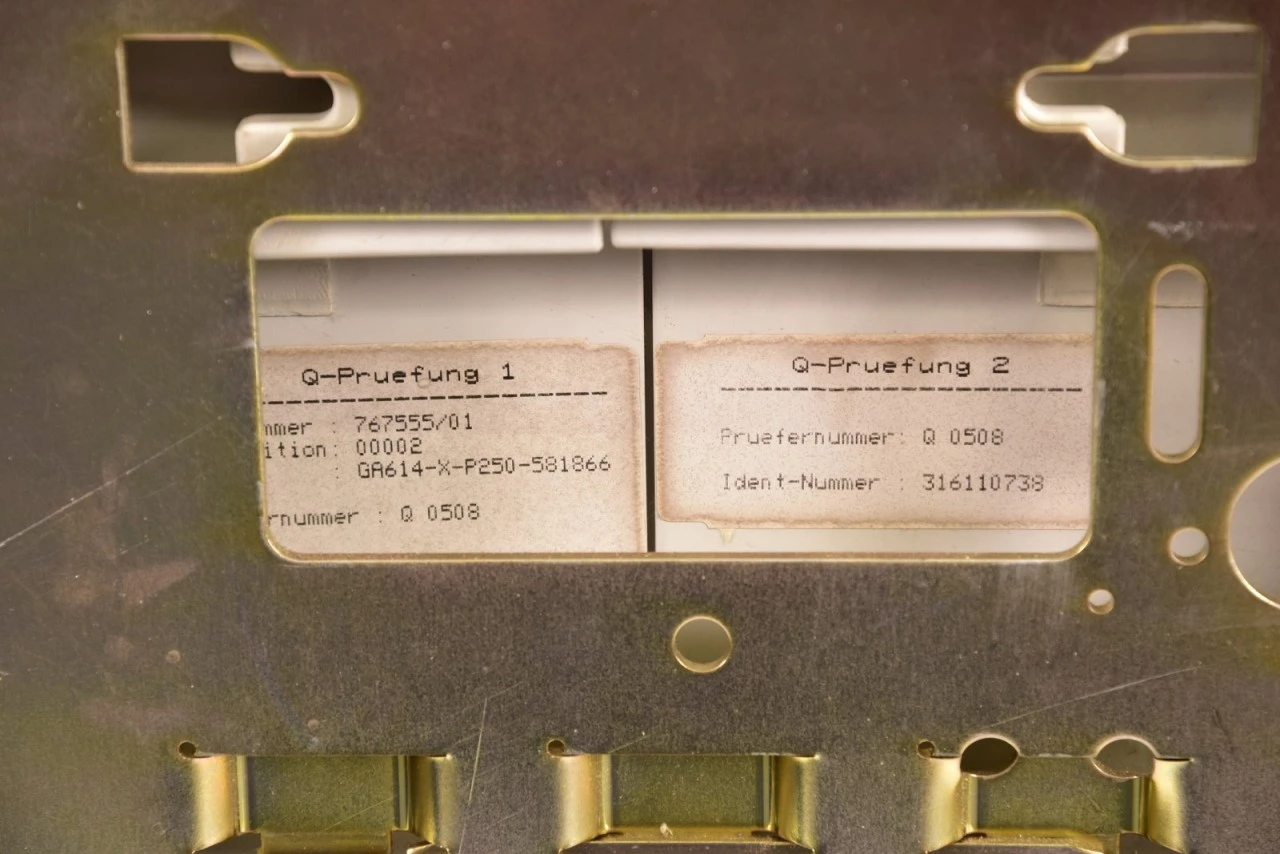 Q-Pruefung 1
mmer : 767555/01
ition: 00002
: GA614-X-P250-581866
rnummer : Q 0508
Q-Pruefung 2
Pruefernummer: Q 0508
Ident-Nummer : 316110738